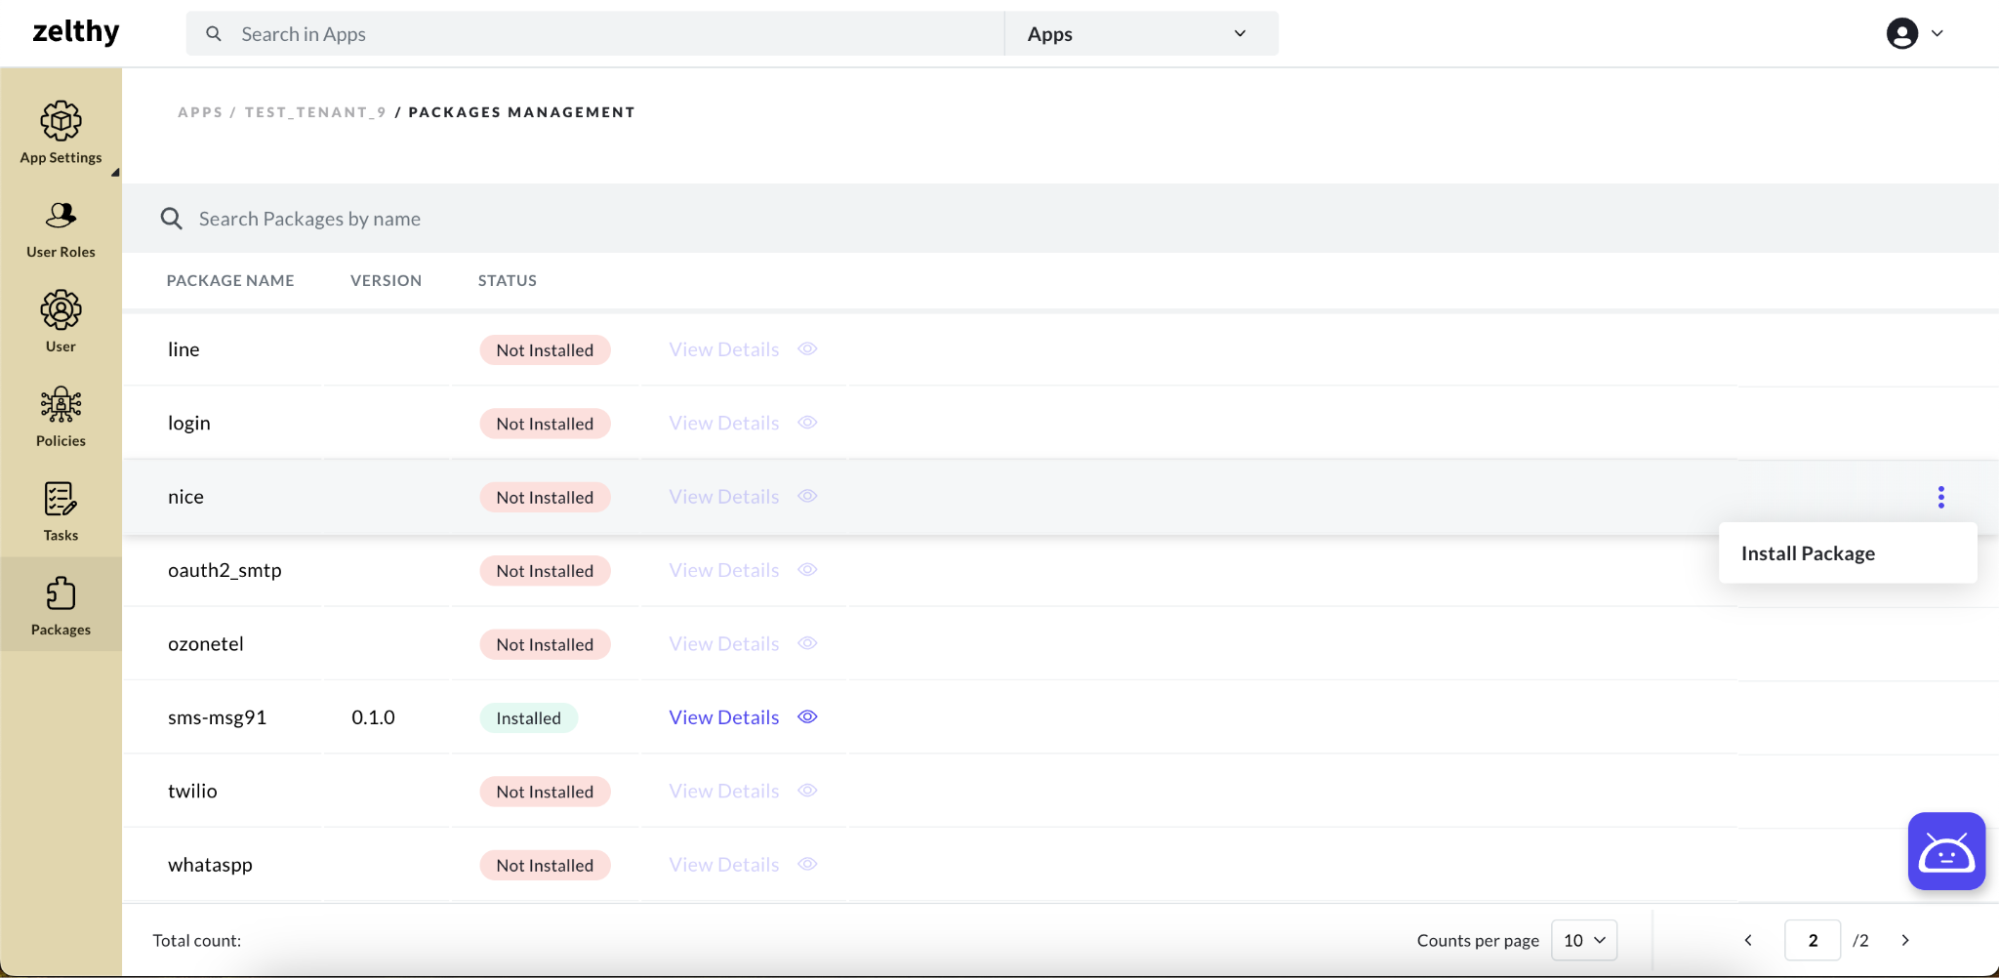 zelthy
Search in Apps
Apps
APPS / TEST_TENANT_9 / PACKAGES MANAGEMENT
App Settings
User Roles
User
Policies
Tasks
Packages
Search Packages by name
PACKAGE NAME VERSION STATUS
line Not Installed View Details
login Not Installed View Details
nice Not Installed View Details
Install Package
oauth2_smtp Not Installed View Details
ozonetel Not Installed View Details
sms-msg91 0.1.0 Installed View Details
twilio Not Installed View Details
whataspp Not Installed View Details
Total count: Counts per page 10 2 /2